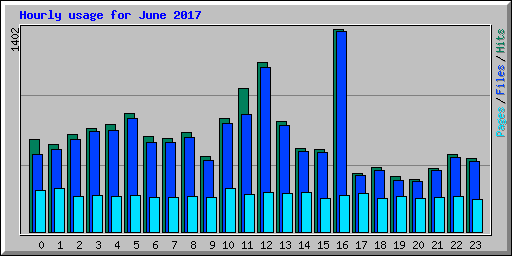 Hourly usage for June 2017
1402
Pages / Files / Hits
0 1 2 3 4 5 6 7 8 9 10 11 12 13 14 15 16 17 18 19 20 21 22 23